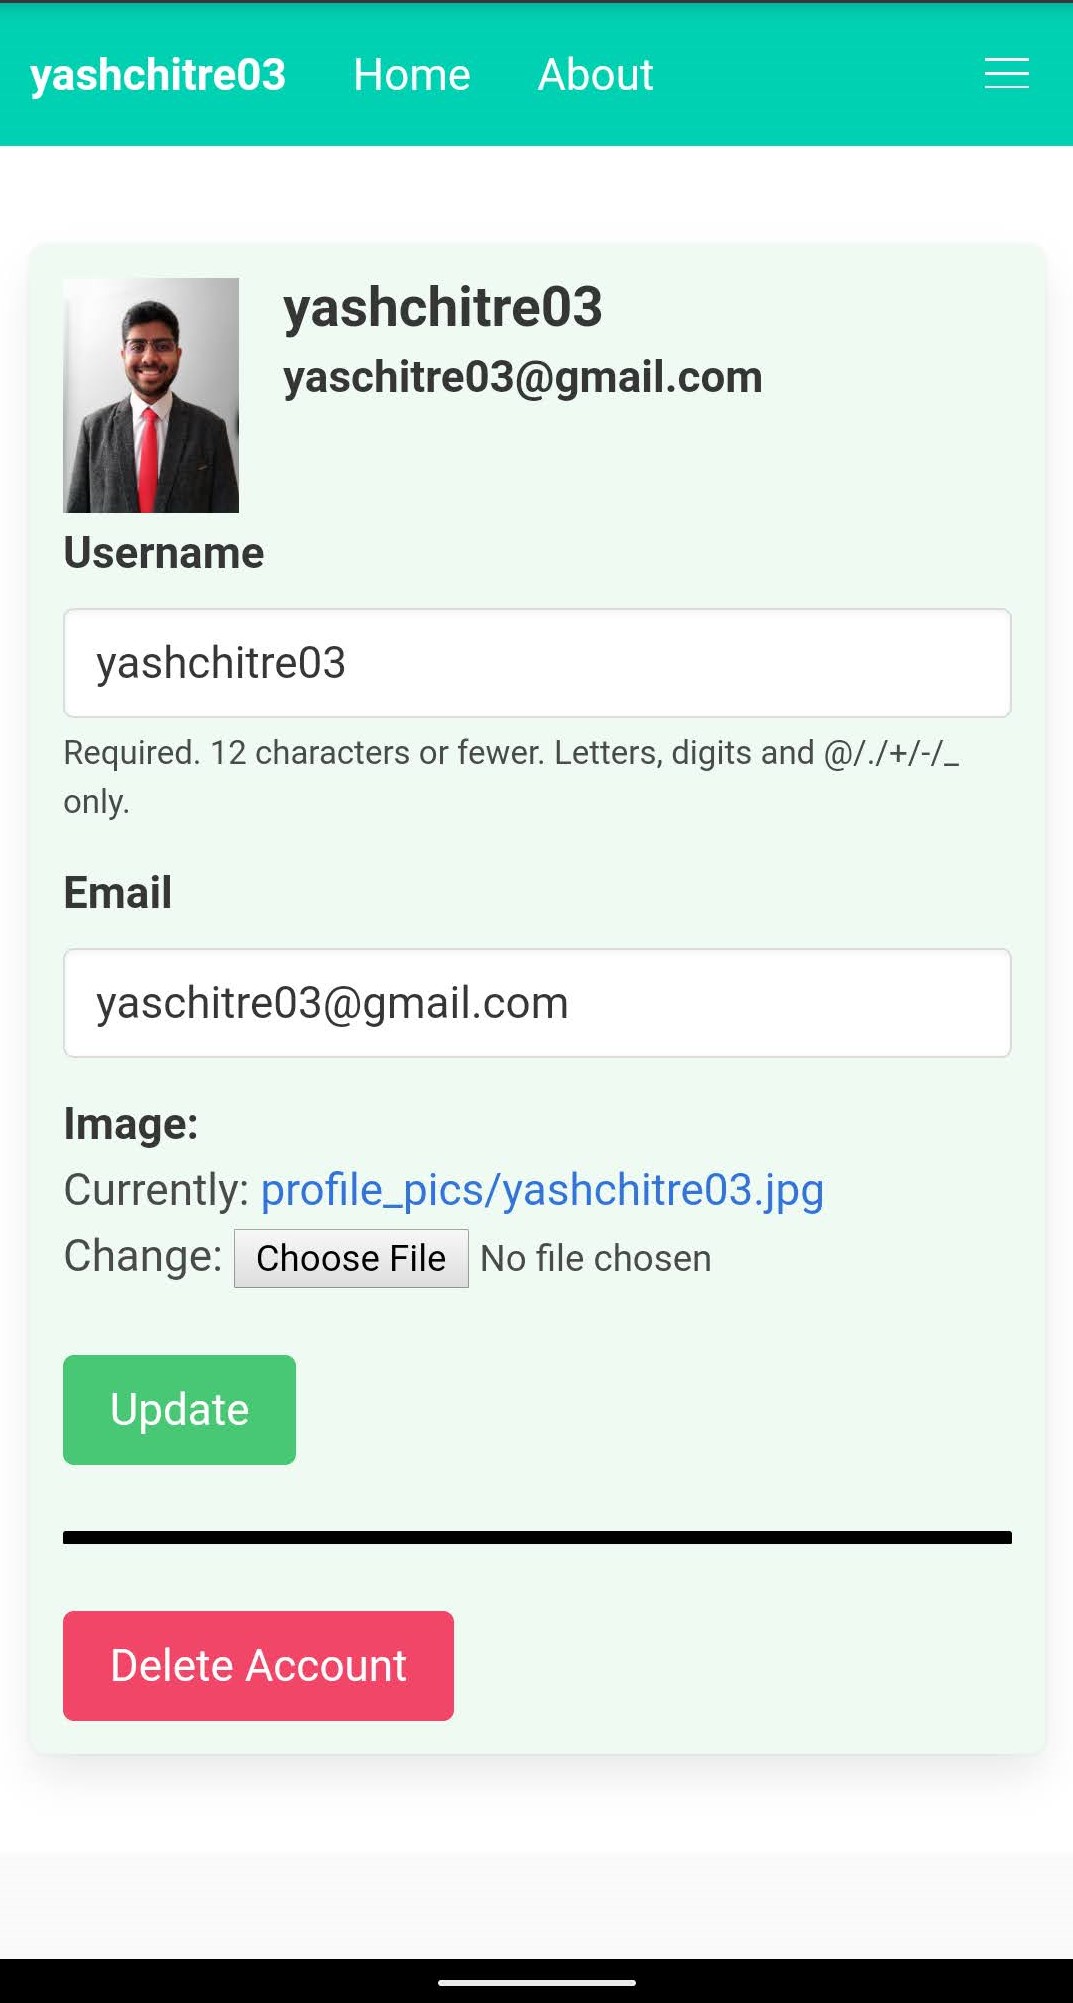 yashchitre03 Home About
yashchitre03
yaschitre03@gmail.com
Username
yashchitre03
Required. 12 characters or fewer. Letters, digits and @/./+/-/_
only.
Email
yaschitre03@gmail.com
Image:
Currently: profile_pics/yashchitre03.jpg
Change: Choose File No file chosen
Update
Delete Account